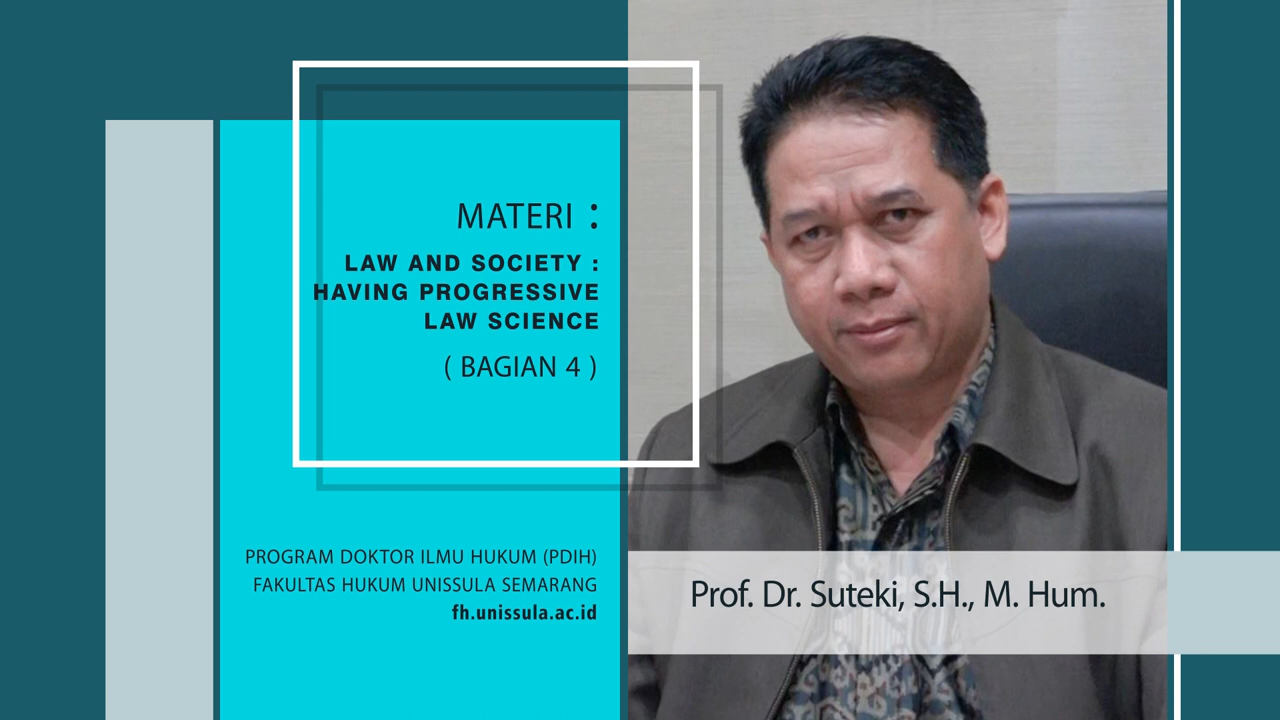 MATERI :
LAW AND SOCIETY :
HAVING PROGRESSIVE
LAW SCIENCE
( BAGIAN 4 )
PROGRAM DOKTOR ILMU HUKUM (PDIH)
FAKULTAS HUKUM UNISSULA SEMARANG
fh.unissula.ac.id
Prof. Dr. Suteki, S.H., M. Hum.